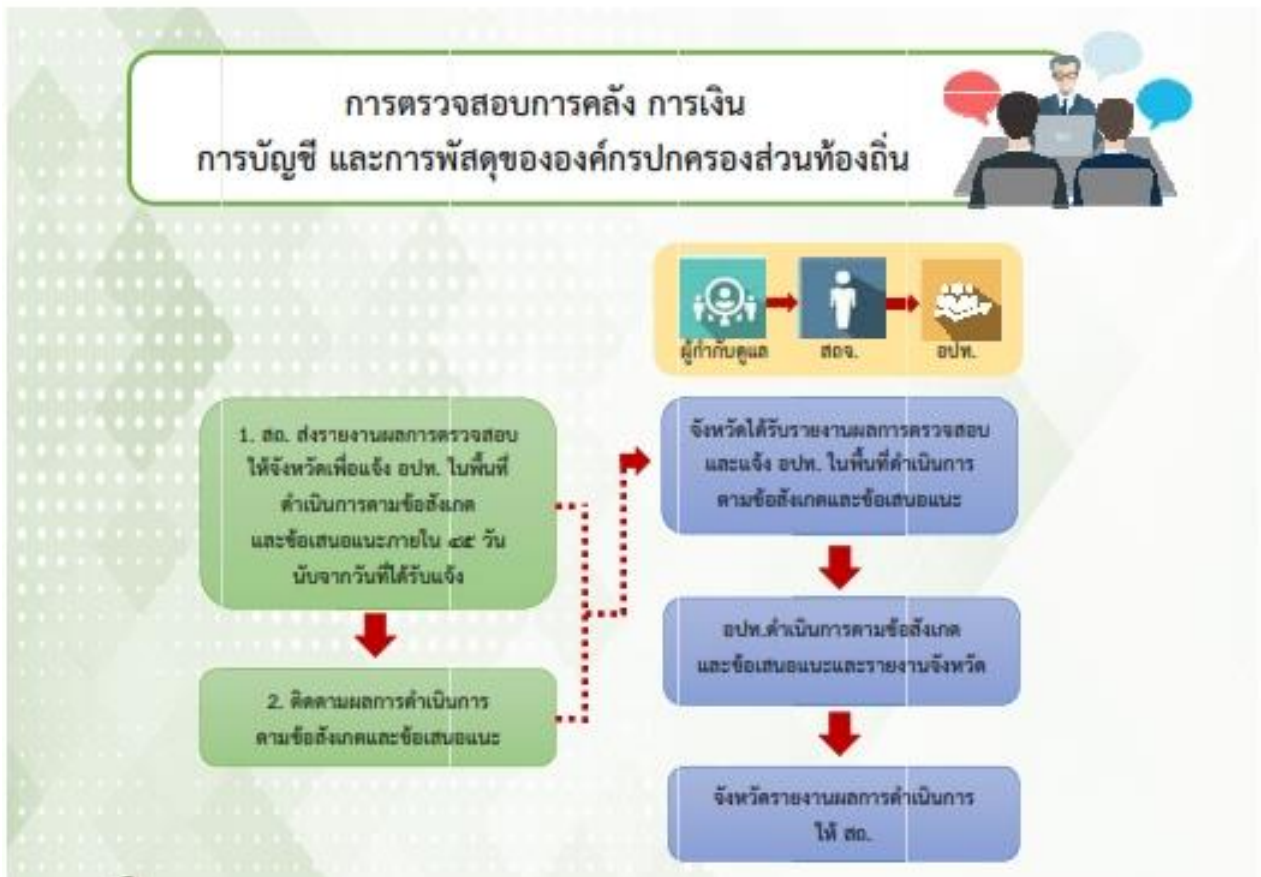 การตรวจสอบการคลัง การเงิน
การบัญชี และการพัสดุขององค์กรปกครองส่วนท้องถิ่น
ผู้กำกับดูแล
สถจ.
อปท.
1. สถ. ส่งรายงานผลการตรวจสอบ
ให้จังหวัดเพื่อแจ้ง อปท. ในพื้นที่
ดำเนินการตามข้อสังเกต
และข้อเสนอแนะภายใน ๔๕ วัน
นับจากวันที่ได้รับแจ้ง
2. ติดตามผลการดำเนินการ
ตามข้อสังเกตและข้อเสนอแนะ
จังหวัดได้รับรายงานผลการตรวจสอบ
และแจ้ง อปท. ในพื้นที่ดำเนินการ
ตามข้อสังเกตและข้อเสนอแนะ
อปท.ดำเนินการตามข้อสังเกต
และข้อเสนอแนะและรายงานจังหวัด
จังหวัดรายงานผลการดำเนินการ
ให้ สถ.